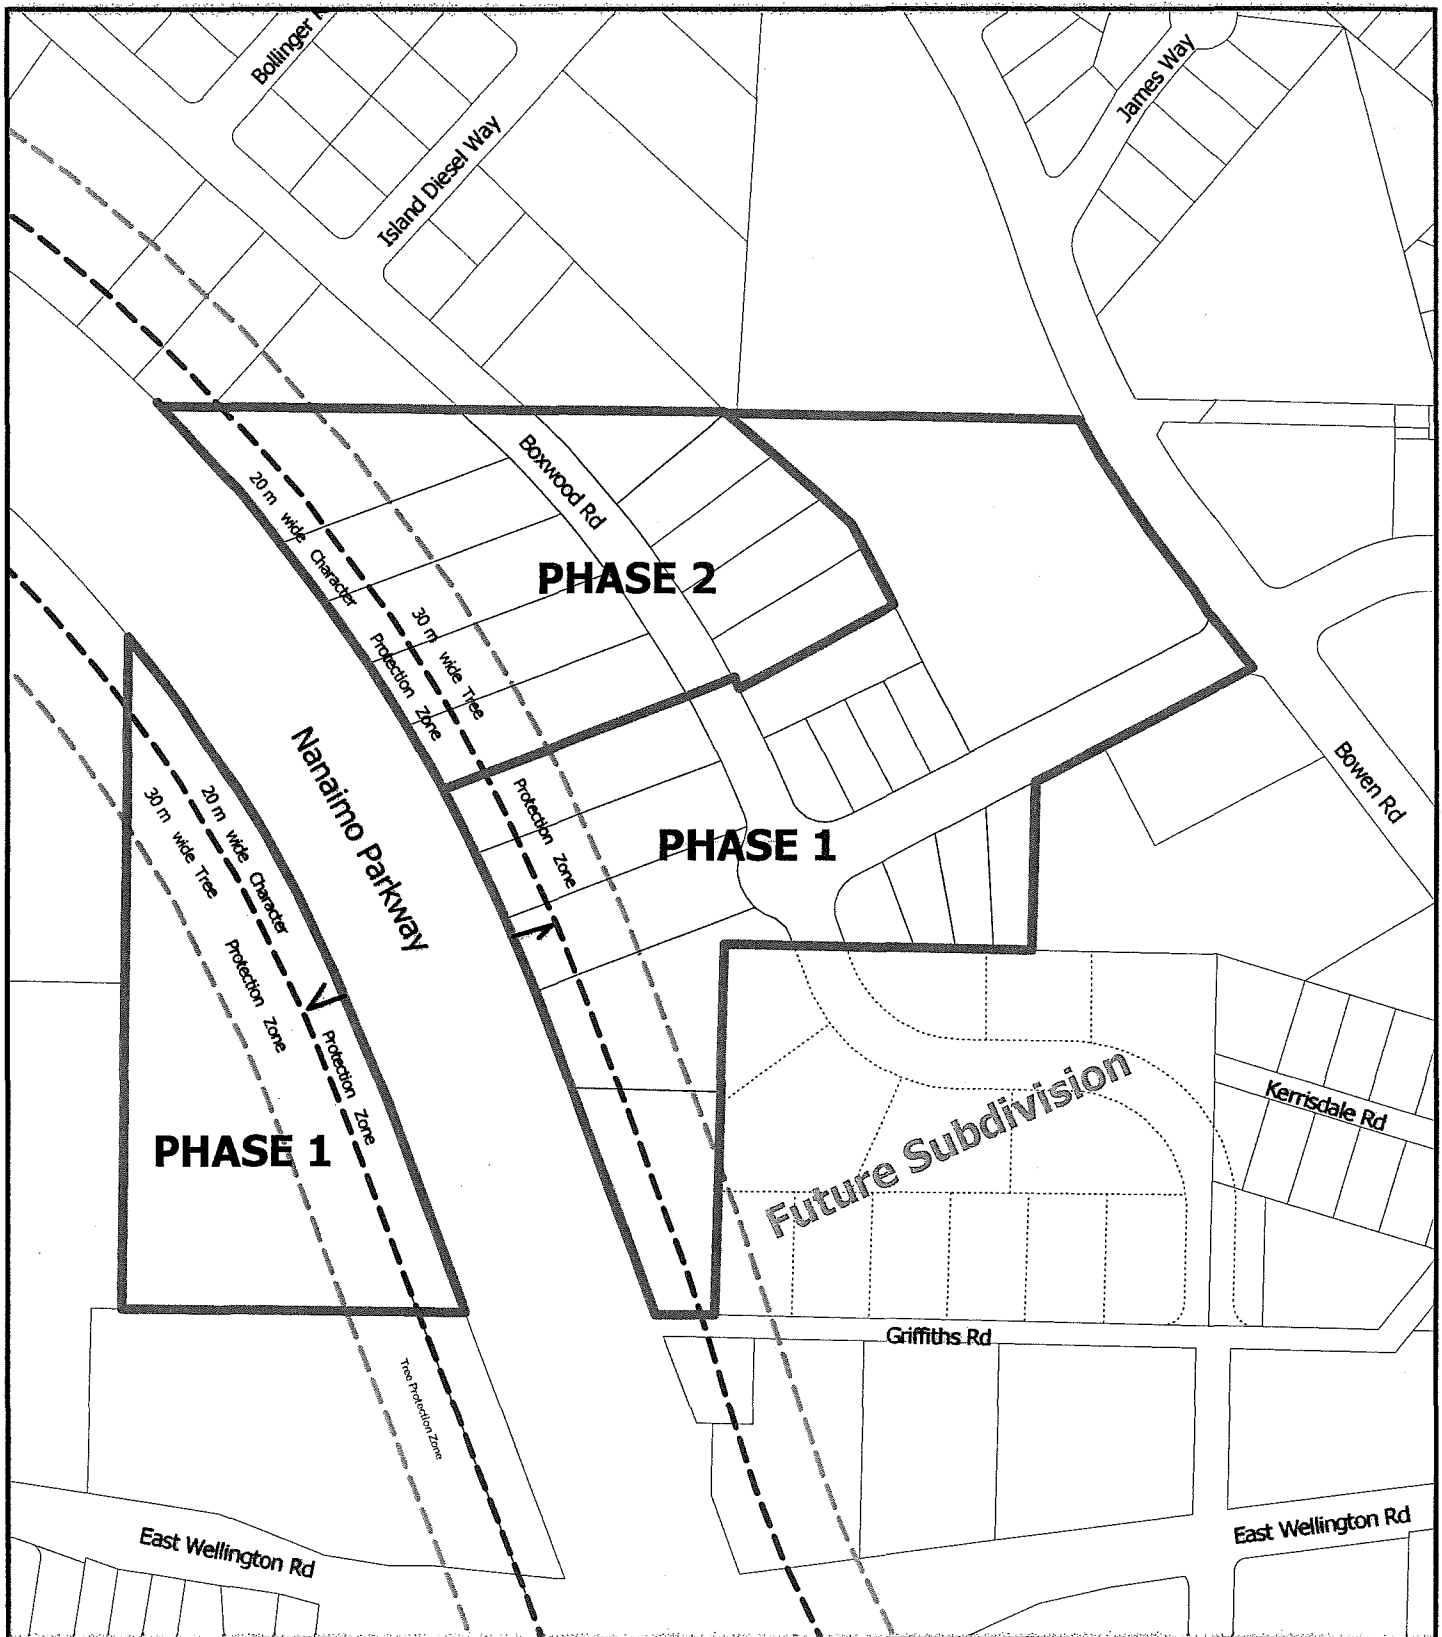 Bollinger
James Way
Island Diesel Way
Boxwood Rd
20 m wide Character
Protection Zone
PHASE 2
30 m wide Tree
Protection Zone
Nanaimo Parkway
Bowen Rd
20 m wide Character
Protection Zone
30 m wide Tree
Protection Zone
PHASE 1
PHASE 1
Future Subdivision
Kerrisdale Rd
Griffiths Rd
Tree Protection Zone
East Wellington Rd
East Wellington Rd